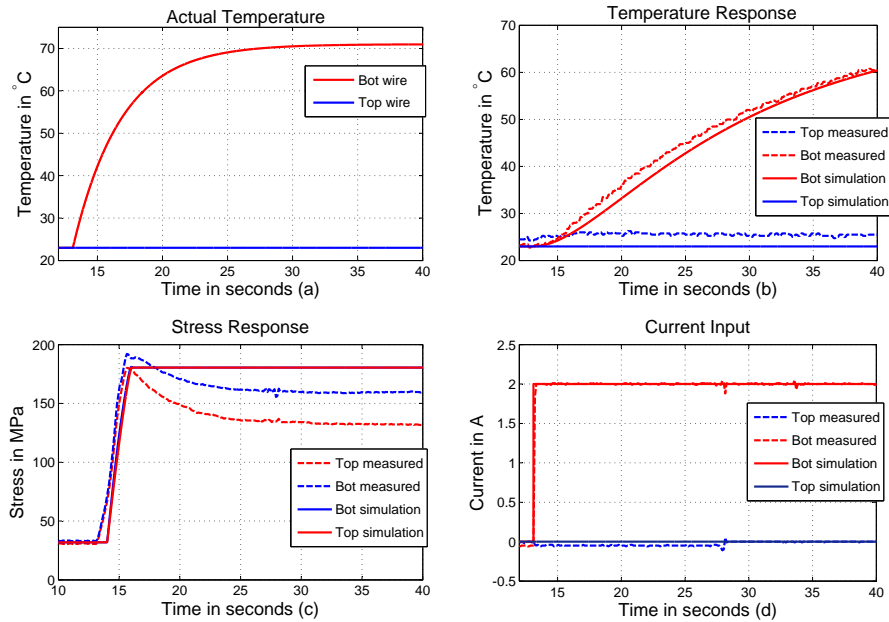 Actual Temperature
Temperature in °C
70
60
50
40
30
20
15
20
25
30
35
40
Bot wire
Top wire
Time in seconds (a)
Temperature Response
Temperature in °C
70
60
50
40
30
20
15
20
25
30
35
40
Top measured
Bot measured
Bot simulation
Top simulation
Time in seconds (b)
Stress Response
Stress in MPa
200
150
100
50
0
10
15
20
25
30
35
40
Top measured
Bot measured
Bot simulation
Top simulation
Time in seconds (c)
Current Input
Current in A
2.5
2
1.5
1
0.5
0
-0.5
15
20
25
30
35
40
Top measured
Bot measured
Bot simulation
Top simulation
Time in seconds (d)